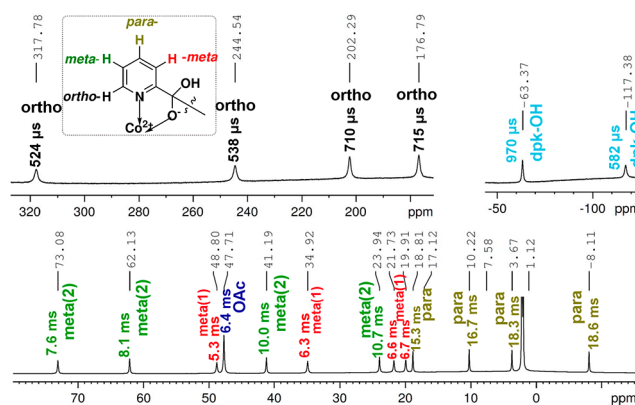 317.78
244.54
202.29
176.79
-63.37
-117.38
para-
H
meta- H
H -meta
ortho-H
N
OH
O-
Co2+
ortho
ortho
ortho
ortho
524 µs
538 µs
710 µs
715 µs
970 µs
dpk-OH
582 µs
320
300
280
260
240
220
200
ppm
-50
-100
ppm
73.08
62.13
48.80
47.71
41.19
34.92
23.94
21.73
19.91
18.81
17.12
10.22
7.58
3.67
1.12
-8.11
7.6 ms
meta(2)
8.1 ms
meta(2)
5.3 ms
meta(1)
6.4 ms
OAc
10.0 ms
meta(2)
6.3 ms
meta(1)
10.7 ms
meta(2)
6.6 ms
6.7 ms
meta(1)
15.3 ms
para
16.7 ms
para
18.3 ms
para
18.6 ms
para
70
60
50
40
30
20
10
0
ppm